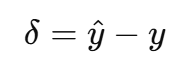 δ = ŷ − y